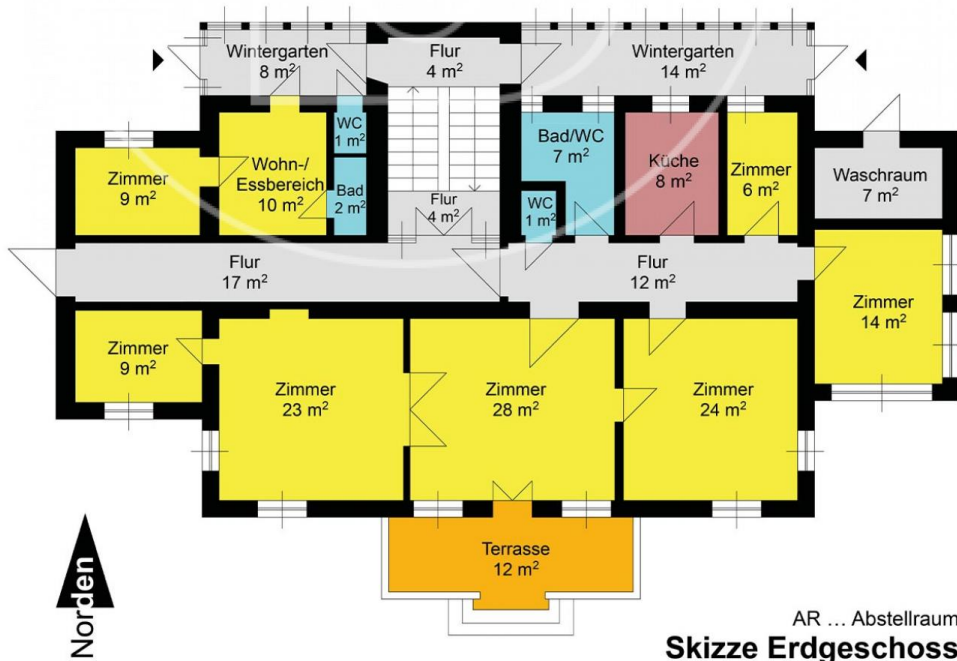 Wintergarten
8 m²
Flur
4 m²
Wintergarten
14 m²
WC
1 m²
Bad/WC
7 m²
Zimmer
9 m²
Wohn-/
Essbereich
10 m²
Bad
2 m²
Flur
4 m²
WC
1 m²
Küche
8 m²
Zimmer
6 m²
Waschraum
7 m²
Flur
17 m²
Flur
12 m²
Zimmer
14 m²
Zimmer
9 m²
Zimmer
23 m²
Zimmer
28 m²
Zimmer
24 m²
Terrasse
12 m²
Norden
AR ... Abstellraum
Skizze Erdgeschoss